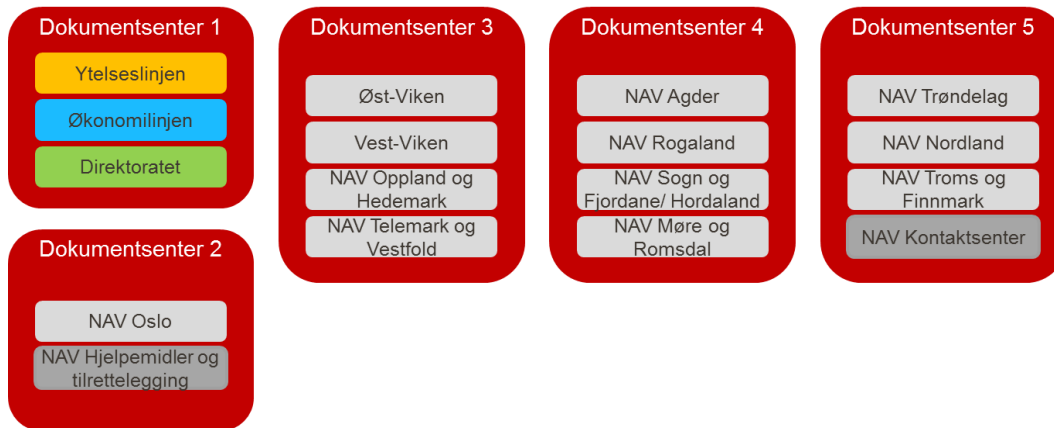 Dokumentsenter 1
Ytelseslinjen
Økonomilinjen
Direktoratet
Dokumentsenter 2
NAV Oslo
NAV Hjelpemidler og
tilrettelegging
Dokumentsenter 3
Øst-Viken
Vest-Viken
NAV Oppland og
Hedemark
NAV Telemark og
Vestfold
Dokumentsenter 4
NAV Agder
NAV Rogaland
NAV Sogn og
Fjordane/ Hordaland
NAV Møre og
Romsdal
Dokumentsenter 5
NAV Trøndelag
NAV Nordland
NAV Troms og
Finnmark
NAV Kontaktsenter